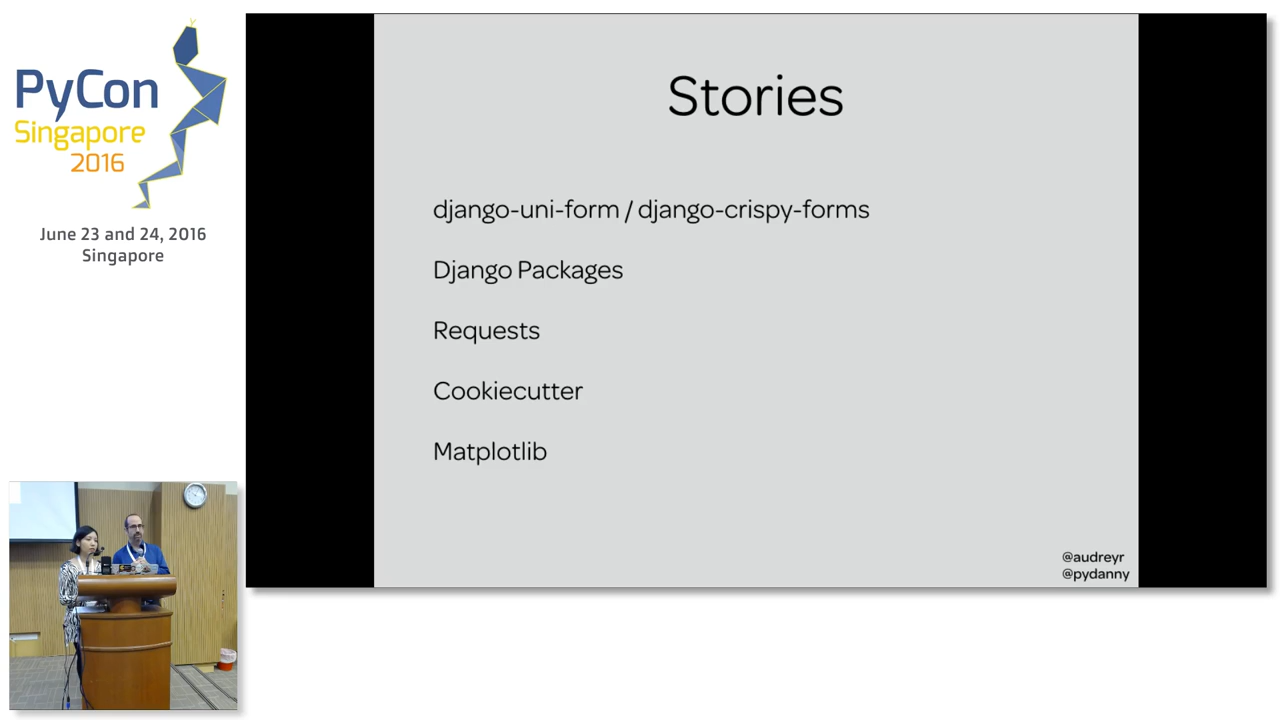 PyCon
Singapore
2016
June 23 and 24, 2016
Singapore
Stories
django-uni-form / django-crispy-forms
Django Packages
Requests
Cookiecutter
Matplotlib
@audreyr
@pydanny